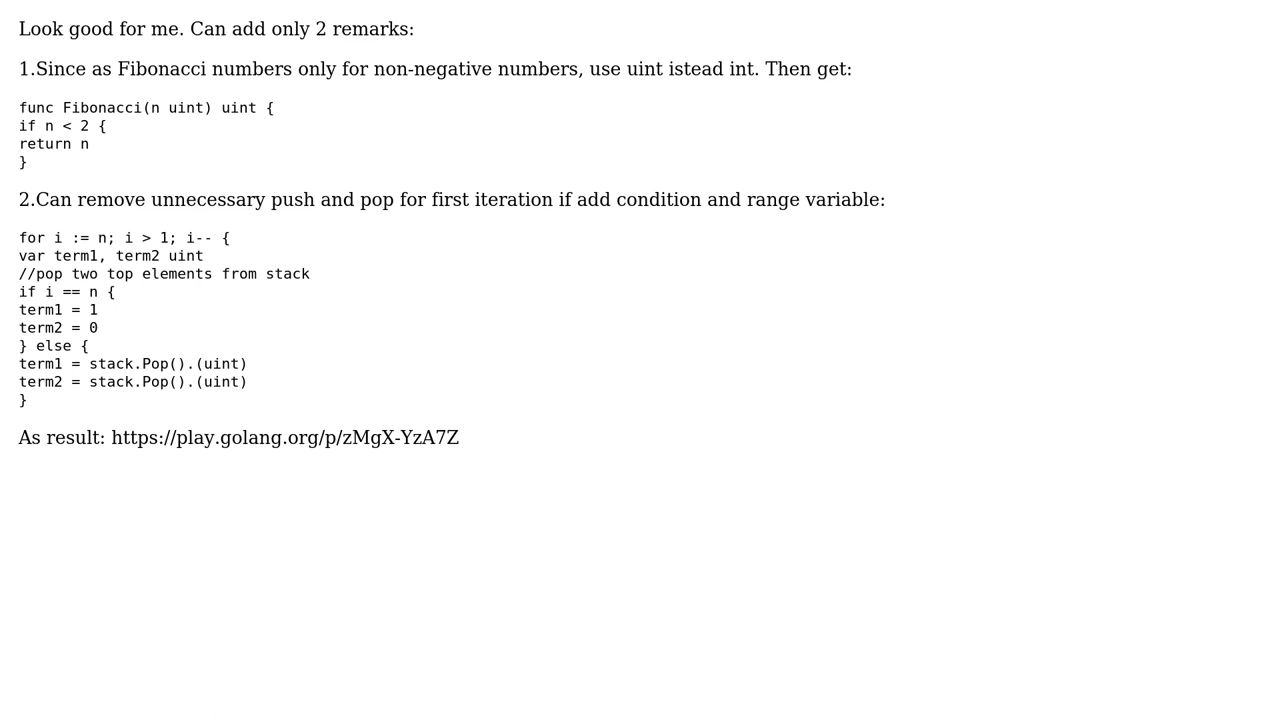 Look good for me. Can add only 2 remarks:
1.Since as Fibonacci numbers only for non-negative numbers, use uint istead int. Then get:
func Fibonacci(n uint) uint {
if n < 2 {
return n
}
2.Can remove unnecessary push and pop for first iteration if add condition and range variable:
for i := n; i > 1; i-- {
var term1, term2 uint
//pop two top elements from stack
if i == n {
term1 = 1
term2 = 0
} else {
term1 = stack.Pop().(uint)
term2 = stack.Pop().(uint)
}
As result: https://play.golang.org/p/zMgX-YzA7Z